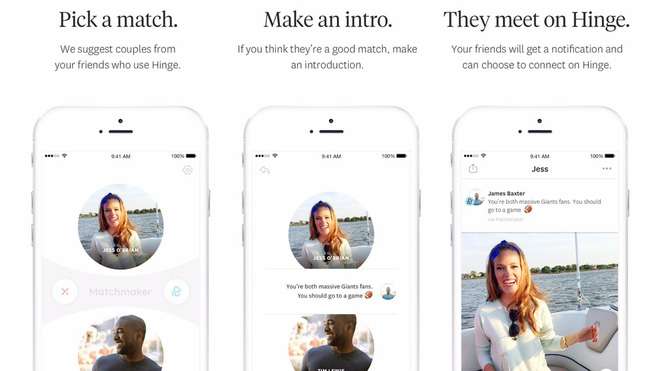 Pick a match.
We suggest couples from
your friends who use Hinge.
9:41 AM
100%
JESS O'BRIAN
Matchmaker
Make an intro.
If you think they're a good match, make
an introduction.
9:41 AM
100%
JESS O'BRIAN
You're both massive Giants fans.
You should go to a game
TIM LEWIS
They meet on Hinge.
Your friends will get a notification and
can choose to connect on Hinge.
9:41 AM
100%
Jess
James Baxter
You're both massive Giants fans. You should
go to a game
via Matchmaker